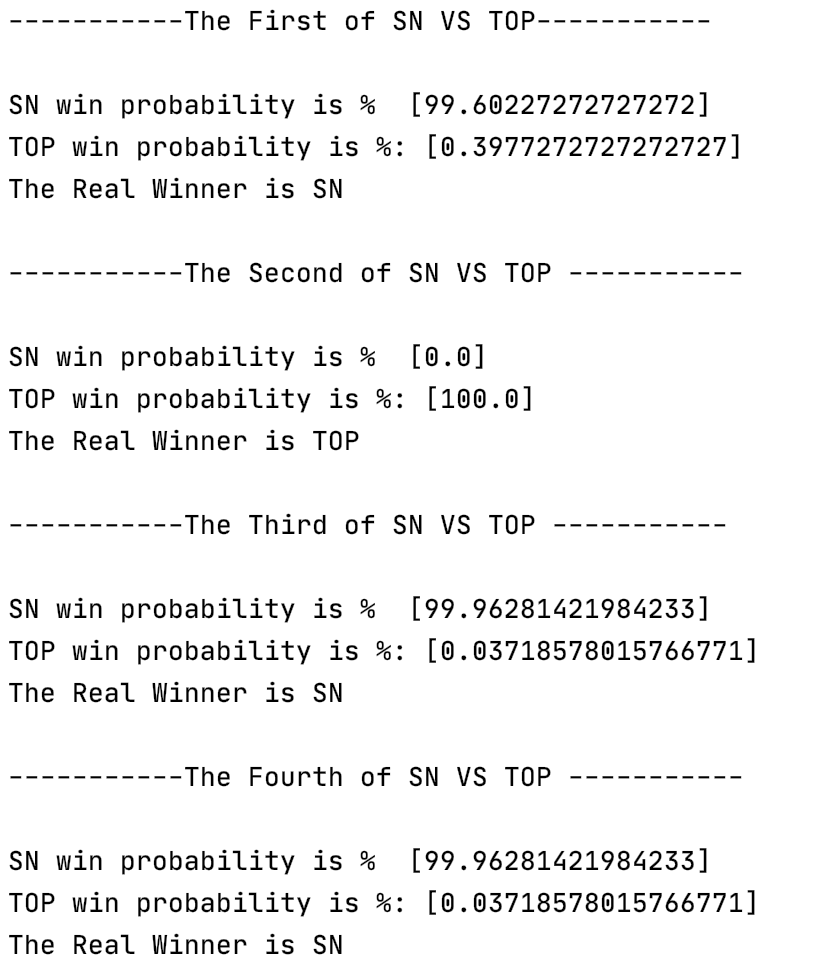 -----------The First of SN VS TOP-----------
SN win probability is %  [99.60227272727272]
TOP win probability is %: [0.3977272727272727]
The Real Winner is SN
-----------The Second of SN VS TOP -----------
SN win probability is %  [0.0]
TOP win probability is %: [100.0]
The Real Winner is TOP
-----------The Third of SN VS TOP -----------
SN win probability is %  [99.96281421984233]
TOP win probability is %: [0.03718578015766771]
The Real Winner is SN
-----------The Fourth of SN VS TOP -----------
SN win probability is %  [99.96281421984233]
TOP win probability is %: [0.03718578015766771]
The Real Winner is SN